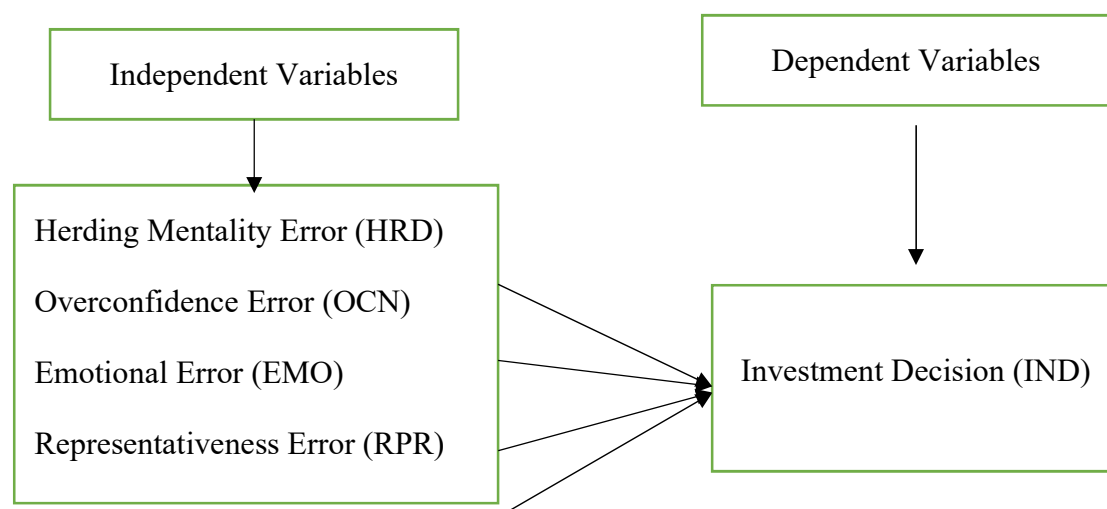 Independent Variables
Dependent Variables
Herding Mentality Error (HRD)
Overconfidence Error (OCN)
Emotional Error (EMO)
Representativeness Error (RPR)
Investment Decision (IND)